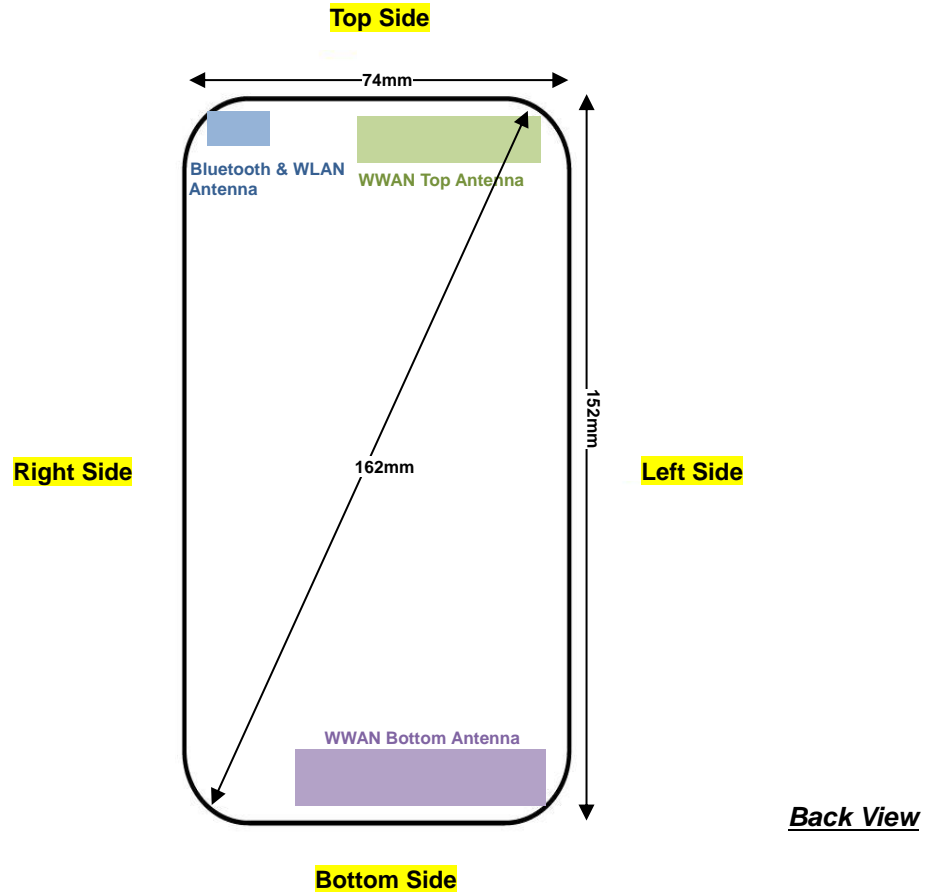 Top Side
74mm
Bluetooth & WLAN
Antenna
WWAN Top Antenna
152mm
Right Side
162mm
Left Side
WWAN Bottom Antenna
Back View
Bottom Side